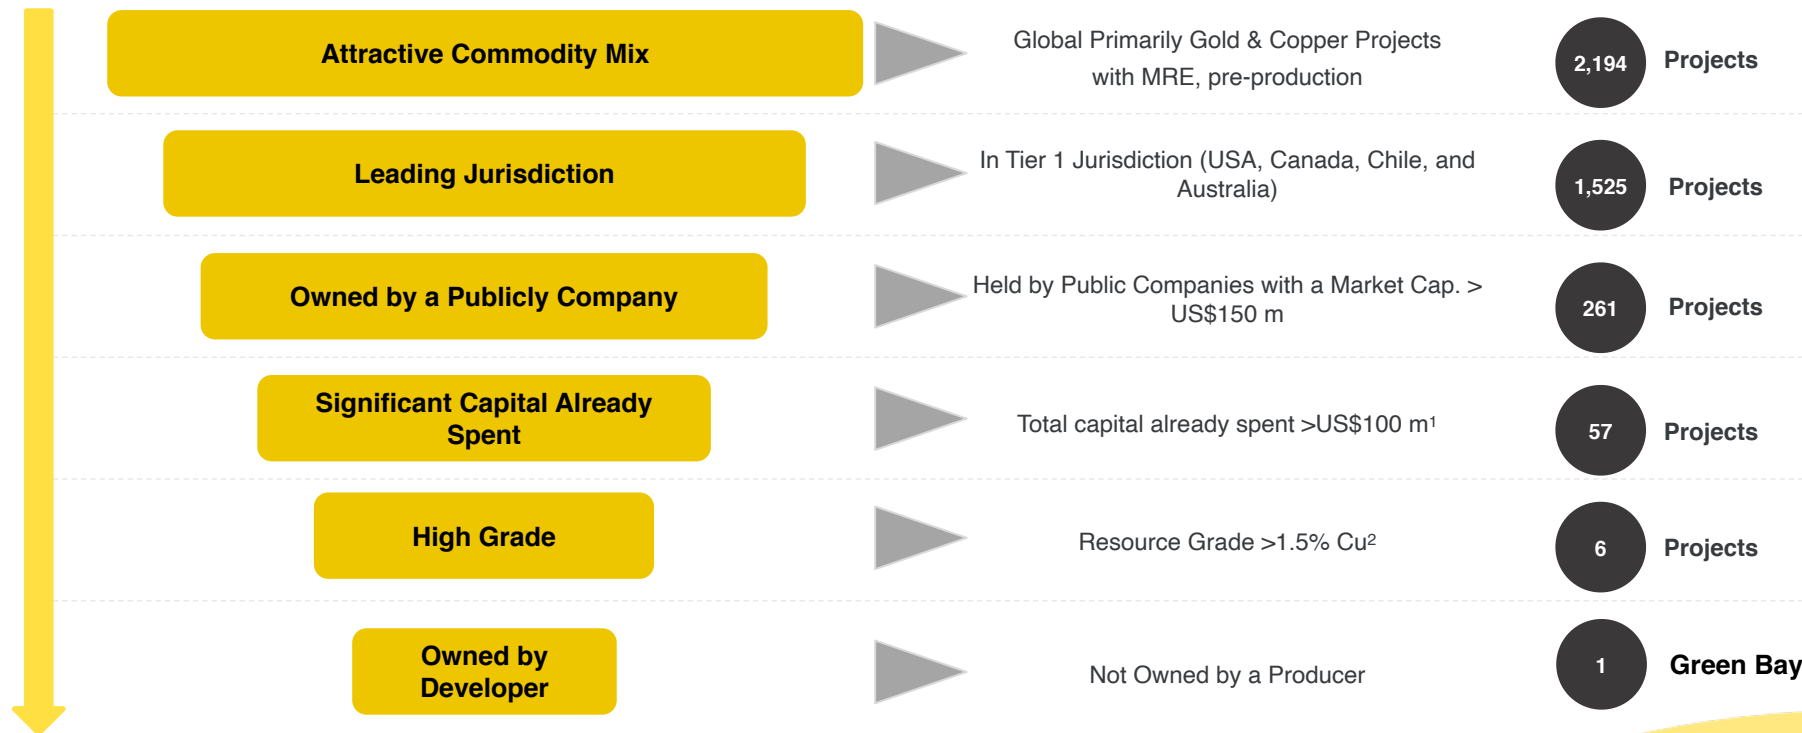 Attractive Commodity Mix
Global Primarily Gold & Copper Projects
with MRE, pre-production
2,194
Projects
Leading Jurisdiction
In Tier 1 Jurisdiction (USA, Canada, Chile, and
Australia)
1,525
Projects
Owned by a Publicly Company
Held by Public Companies with a Market Cap. >
US$150 m
261
Projects
Significant Capital Already
Spent
Total capital already spent >US$100 m¹
57
Projects
High Grade
Resource Grade >1.5% Cu²
6
Projects
Owned by
Developer
Not Owned by a Producer
1
Green Bay